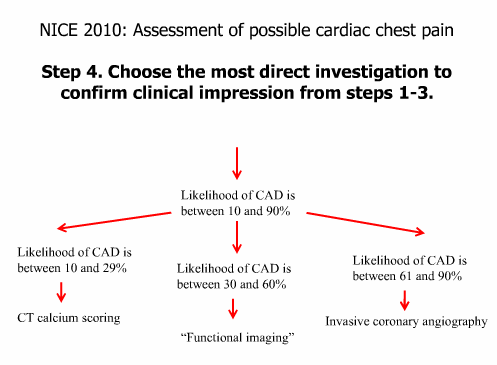 NICE 2010: Assessment of possible cardiac chest pain
Step 4. Choose the most direct investigation to
confirm clinical impression from steps 1-3.
Likelihood of CAD is
between 10 and 90%
Likelihood of CAD is
between 10 and 29%
CT calcium scoring
Likelihood of CAD is
between 30 and 60%
“Functional imaging”
Likelihood of CAD is
between 61 and 90%
Invasive coronary angiography